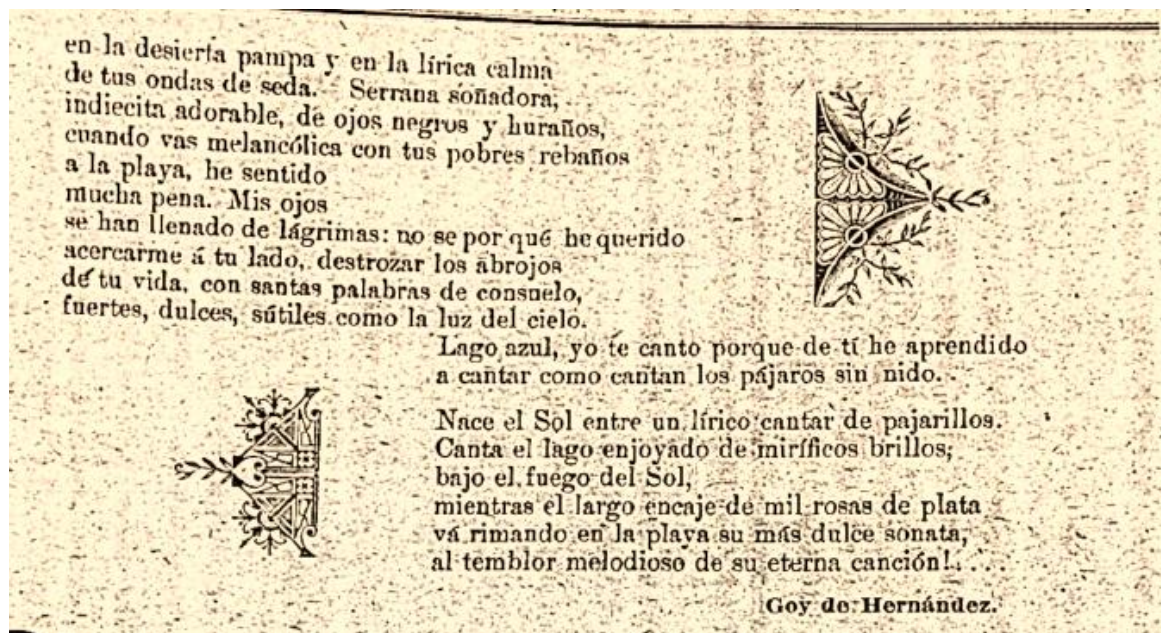 en la desierta pampa y en la lírica calma
de tus ondas de seda. Serrana soñadora,
indiecita adorable, de ojos negros y huraños,
cuando vas melancólica con tus pobres rebaños
a la playa, he sentido
mucha pena. Mis ojos
se han llenado de lágrimas: no se por qué he querido
acercarme á tu lado, destrozar los abrojos
de tu vida, con santas palabras de consuelo,
fuertes, dulces, sútiles como la luz del cielo.
Lago azul, yo te canto porque de tí he aprendido
a cantar como cantan los pájaros sin nido.
Nace el Sol entre un lírico cantar de pajarillos.
Canta el lago enjoyado de miríficos brillos;
bajo el fuego del Sol,
mientras el largo encaje de mil rosas de plata
vá rimando en la playa su más dulce sonata,
al temblor melodioso de su eterna canción!.....
Goy de Hernández.